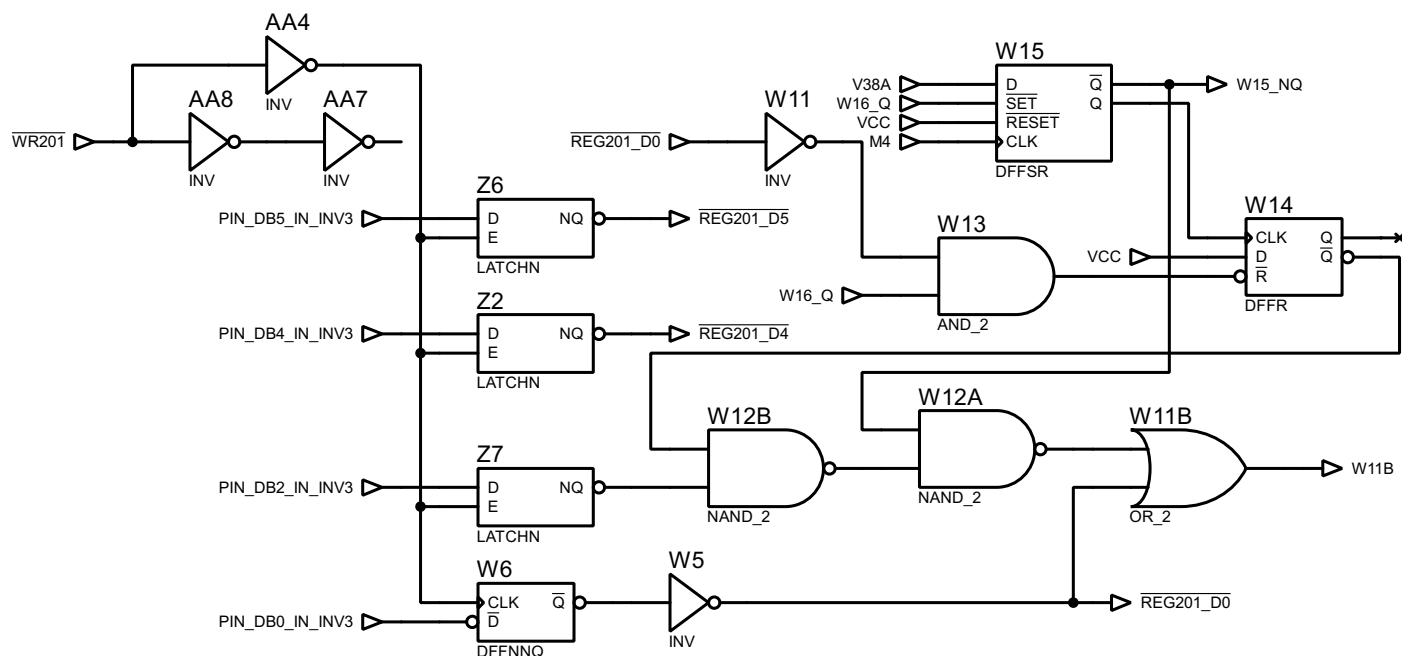 AA4
INV
AA8
AA7
WR201
INV
INV
W11
REG201_D0
INV
W15
V38A
W16_Q
VCC
M4
D
SET
RESET
CLK
Q
Q
DFFSR
W15_NQ
Z6
PIN_DB5_IN_INV3
D
E
NQ
LATCHN
REG201_D5
W13
W16_Q
AND_2
W14
VCC
CLK
D
R
Q
Q
DFFR
Z2
PIN_DB4_IN_INV3
D
E
NQ
LATCHN
REG201_D4
W12B
NAND_2
W12A
NAND_2
W11B
OR_2
W11B
Z7
PIN_DB2_IN_INV3
D
E
NQ
LATCHN
W6
PIN_DB0_IN_INV3
CLK
D
Q
DFFNNQ
W5
INV
REG201_D0